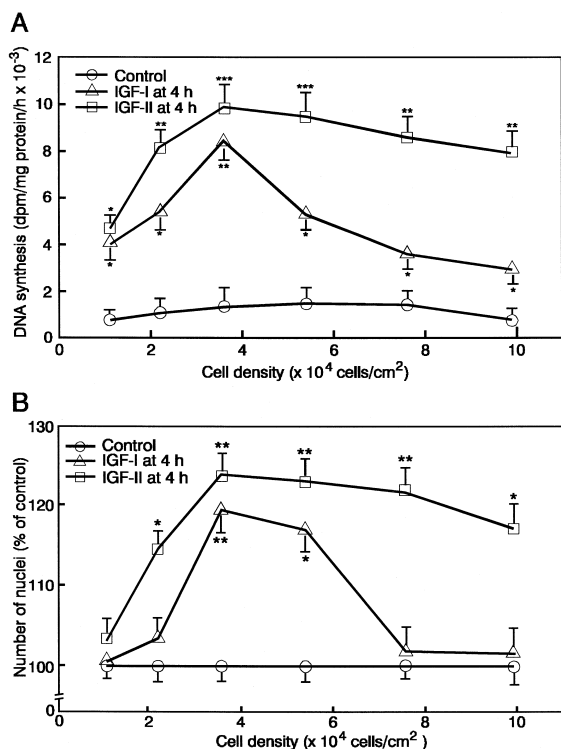 A
12
10
8
6
4
2
0
DNA synthesis (dpm/mg protein/h x 10-3)
Control
IGF-I at 4 h
IGF-II at 4 h
*
**
***
***
**
**
*
*
**
*
*
*
0 2 4 6 8 10
Cell density (x 10⁴ cells/cm²)
B
130
120
110
100
0
Number of nuclei (% of control)
Control
IGF-I at 4 h
IGF-II at 4 h
*
**
**
**
*
**
*
0 2 4 6 8 10
Cell density (x 10⁴ cells/cm²)